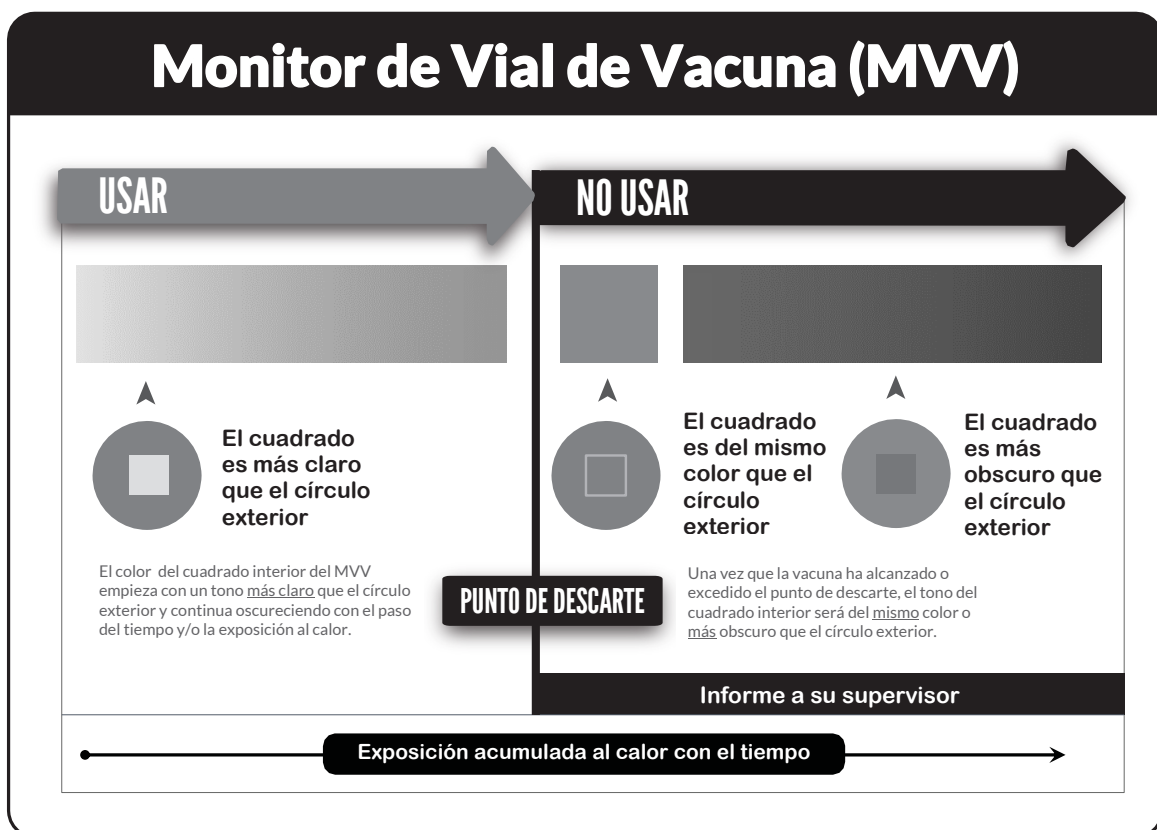 Monitor de Vial de Vacuna (MVV)
USAR
NO USAR
El cuadrado
es más claro
que el círculo
exterior
El cuadrado
es del mismo
color que el
círculo
exterior
El cuadrado
es más
obscuro que
el círculo
exterior
El color del cuadrado interior del MVV
empieza con un tono más claro que el círculo
exterior y continua oscureciendo con el paso
del tiempo y/o la exposición al calor.
PUNTO DE DESCARTE
Una vez que la vacuna ha alcanzado o
excedido el punto de descarte, el tono del
cuadrado interior será del mismo color o
más obscuro que el círculo exterior.
Informe a su supervisor
Exposición acumulada al calor con el tiempo